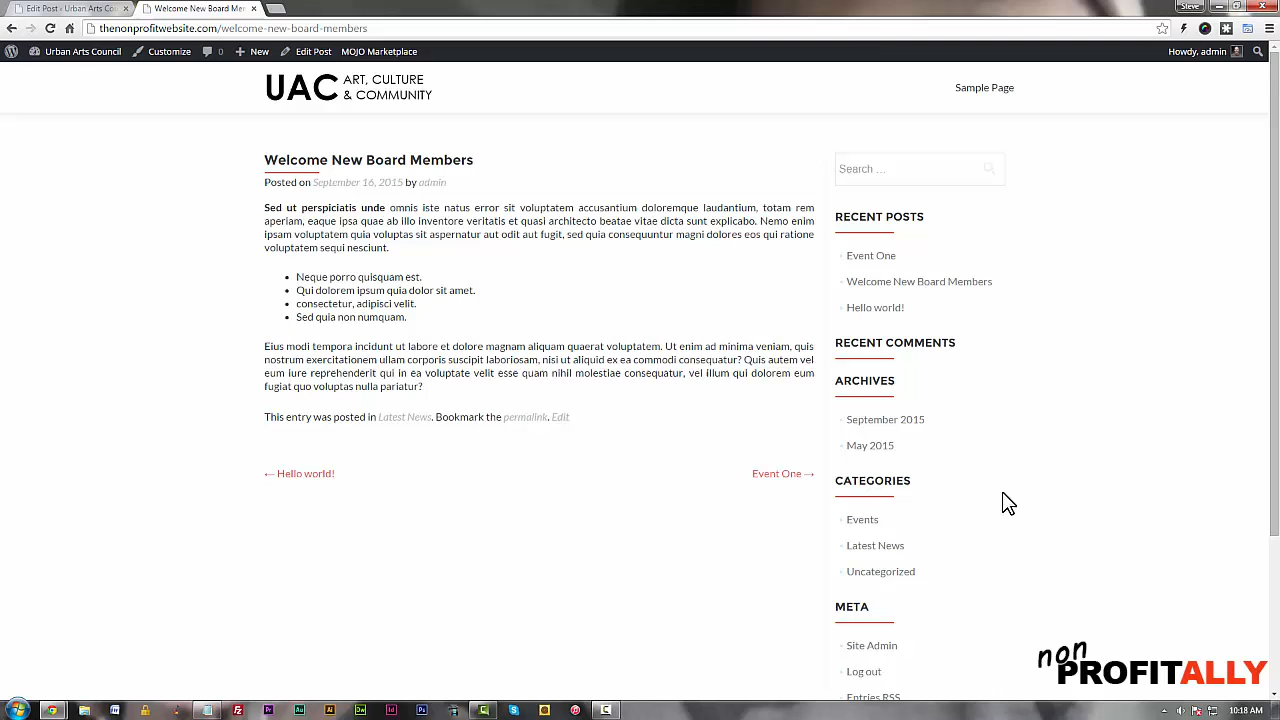 Edit Post ‹ Urban Arts Cou
Welcome New Board Mem
Steve
thenonprofitwebsite.com/welcome-new-board-members
Urban Arts Council
Customize
0
New
Edit Post
MOJO Marketplace
Howdy, admin
UAC ART, CULTURE
& COMMUNITY
Sample Page
Welcome New Board Members
Posted on September 16, 2015 by admin
Sed ut perspiciatis unde omnis iste natus error sit voluptatem accusantium doloremque laudantium, totam rem
aperiam, eaque ipsa quae ab illo inventore veritatis et quasi architecto beatae vitae dicta sunt explicabo. Nemo enim
ipsam voluptatem quia voluptas sit aspernatur aut odit aut fugit, sed quia consequuntur magni dolores eos qui ratione
voluptatem sequi nesciunt.
Neque porro quisquam est.
Qui dolorem ipsum quia dolor sit amet.
consectetur, adipisci velit.
Sed quia non numquam.
Eiusmodi tempora incidunt ut labore et dolore magnam aliquam quaerat voluptatem. Ut enim ad minima veniam, quis
nostrum exercitationem ullam corporis suscipit laboriosam, nisi ut aliquid ex ea commodi consequatur? Quis autem vel
eum iure reprehenderit qui in ea voluptate velit esse quam nihil molestiae consequatur, vel illum qui dolorem eum
fugiat quo voluptas nulla pariatur?
This entry was posted in Latest News. Bookmark the permalink. Edit
← Hello world!
Event One →
Search …
RECENT POSTS
Event One
Welcome New Board Members
Hello world!
RECENT COMMENTS
ARCHIVES
September 2015
May 2015
CATEGORIES
Events
Latest News
Uncategorized
META
Site Admin
Log out
Entries RSS
non
PROFITALLY
10:18 AM